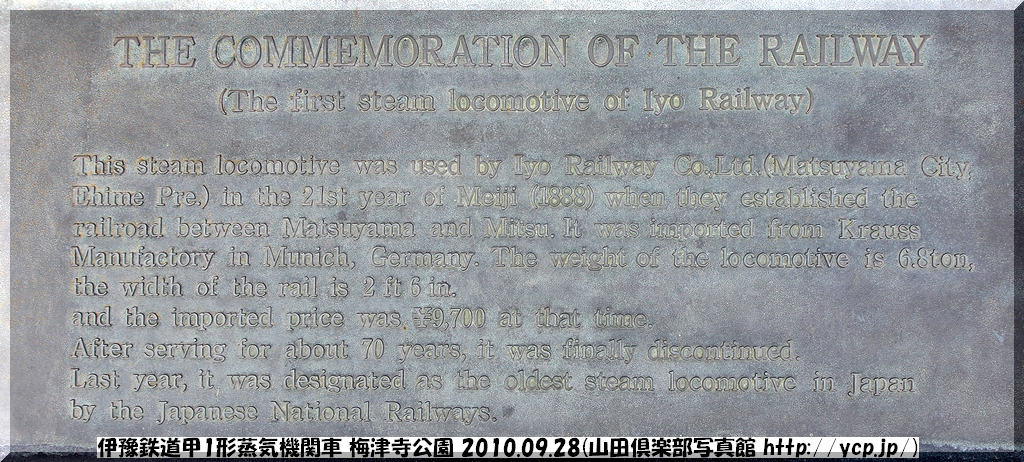 THE COMMEMORATION OF THE RAILWAY
(The first steam locomotive of Iyo Railway)
This steam locomotive was used by Iyo Railway Co.,Ltd.(Matsuyama City,
Ehime Pre.) in the 21st year of Meiji (1888) when they established the
railroad between Matsuyama and Mitsu. It was imported from Krauss
Manufactory in Munich, Germany. The weight of the locomotive is 6.8ton,
the width of the rail is 2 ft 6 in.
and the imported price was ¥9,700 at that time.
After serving for about 70 years, it was finally discontinued.
Last year, it was designated as the oldest steam locomotive in Japan
by the Japanese National Railways.
伊豫鉄道甲1形蒸気機関車 梅津寺公園 2010.09.28(山田倶楽部写真館 http://ycp.jp/)